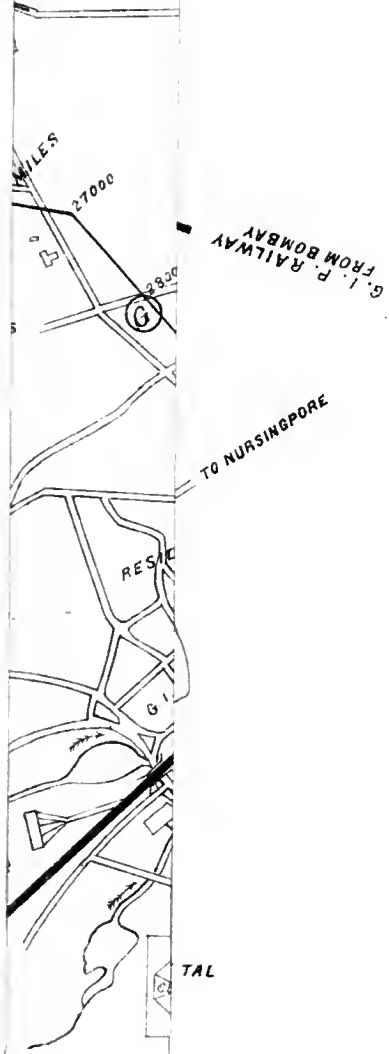 MILES
27000
G. I. P. RAILWAY
FROM BOMBAY
G
S
TO NURSINGPORE
RESID
G I
TAL